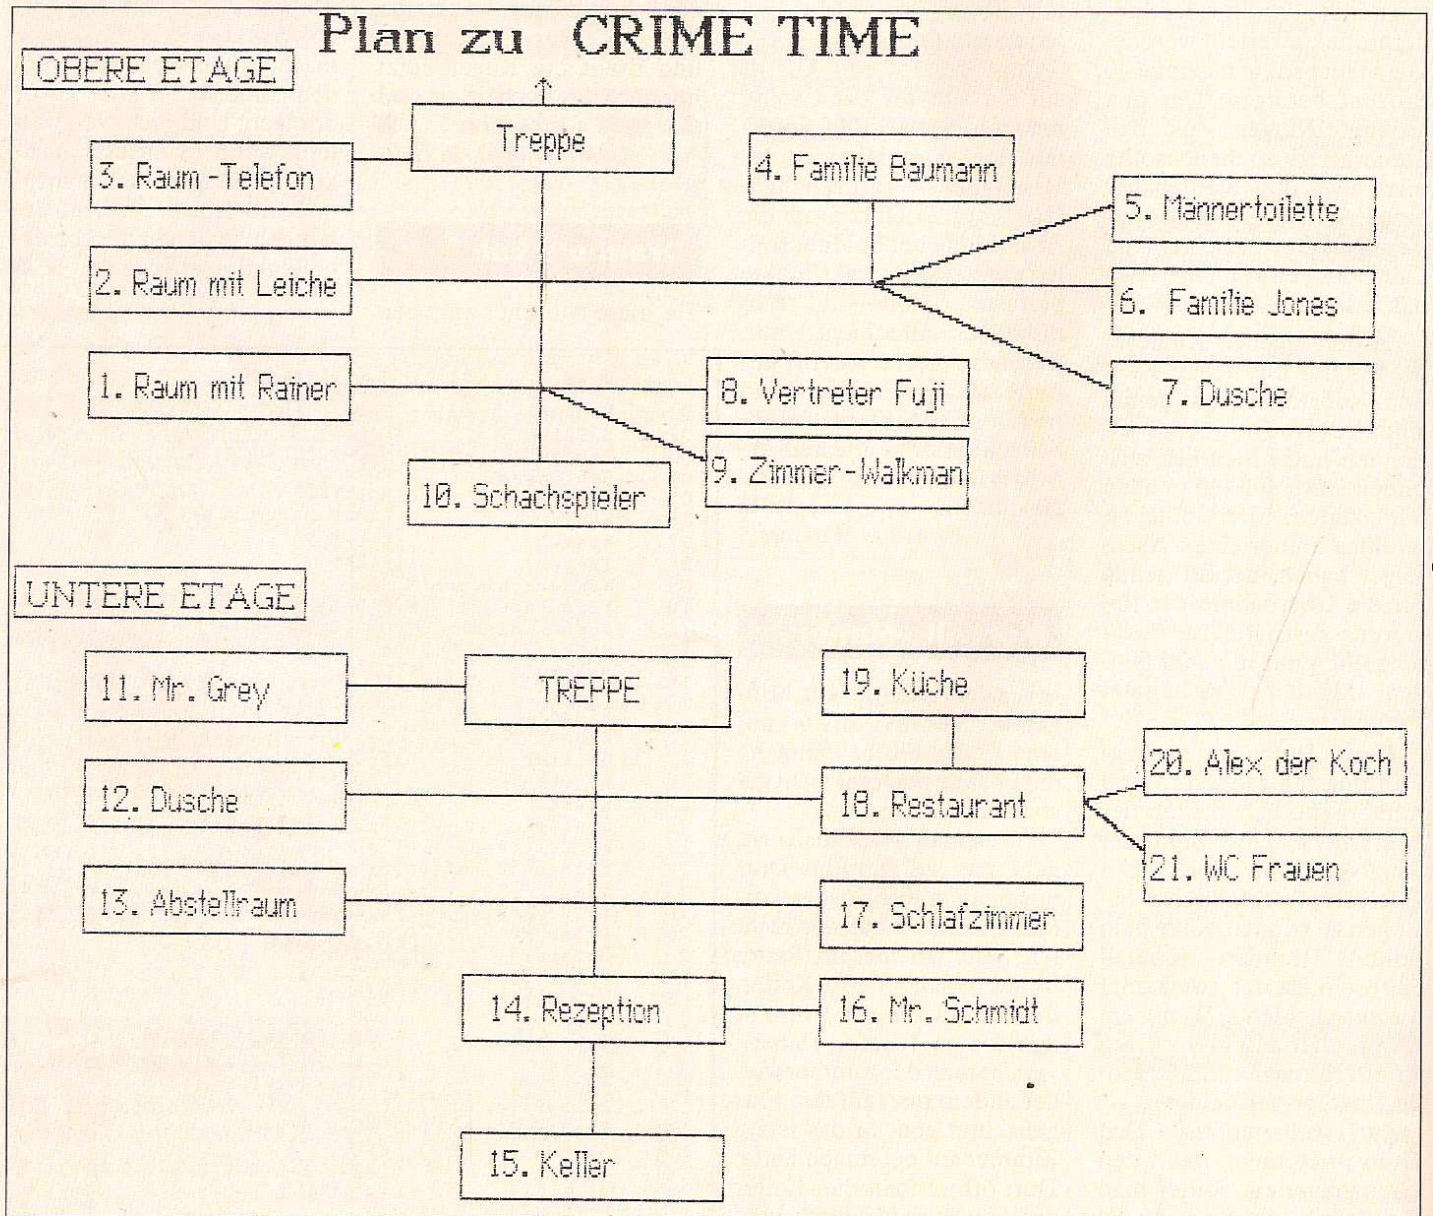 Plan zu CRIME TIME
OBERE ETAGE
Treppe
3. Raum-Telefon
4. Familie Baumann
5. Männertoilette
2. Raum mit Leiche
6. Familie Jones
1. Raum mit Rainer
8. Vertreter Fuji
7. Dusche
9. Zimmer-Walkman
10. Schachspieler
UNTERE ETAGE
11. Mr. Grey
TREPPE
19. Küche
20. Alex der Koch
12. Dusche
18. Restaurant
21. WC Frauen
13. Abstellraum
17. Schlafzimmer
14. Rezeption
16. Mr. Schmidt
15. Keller